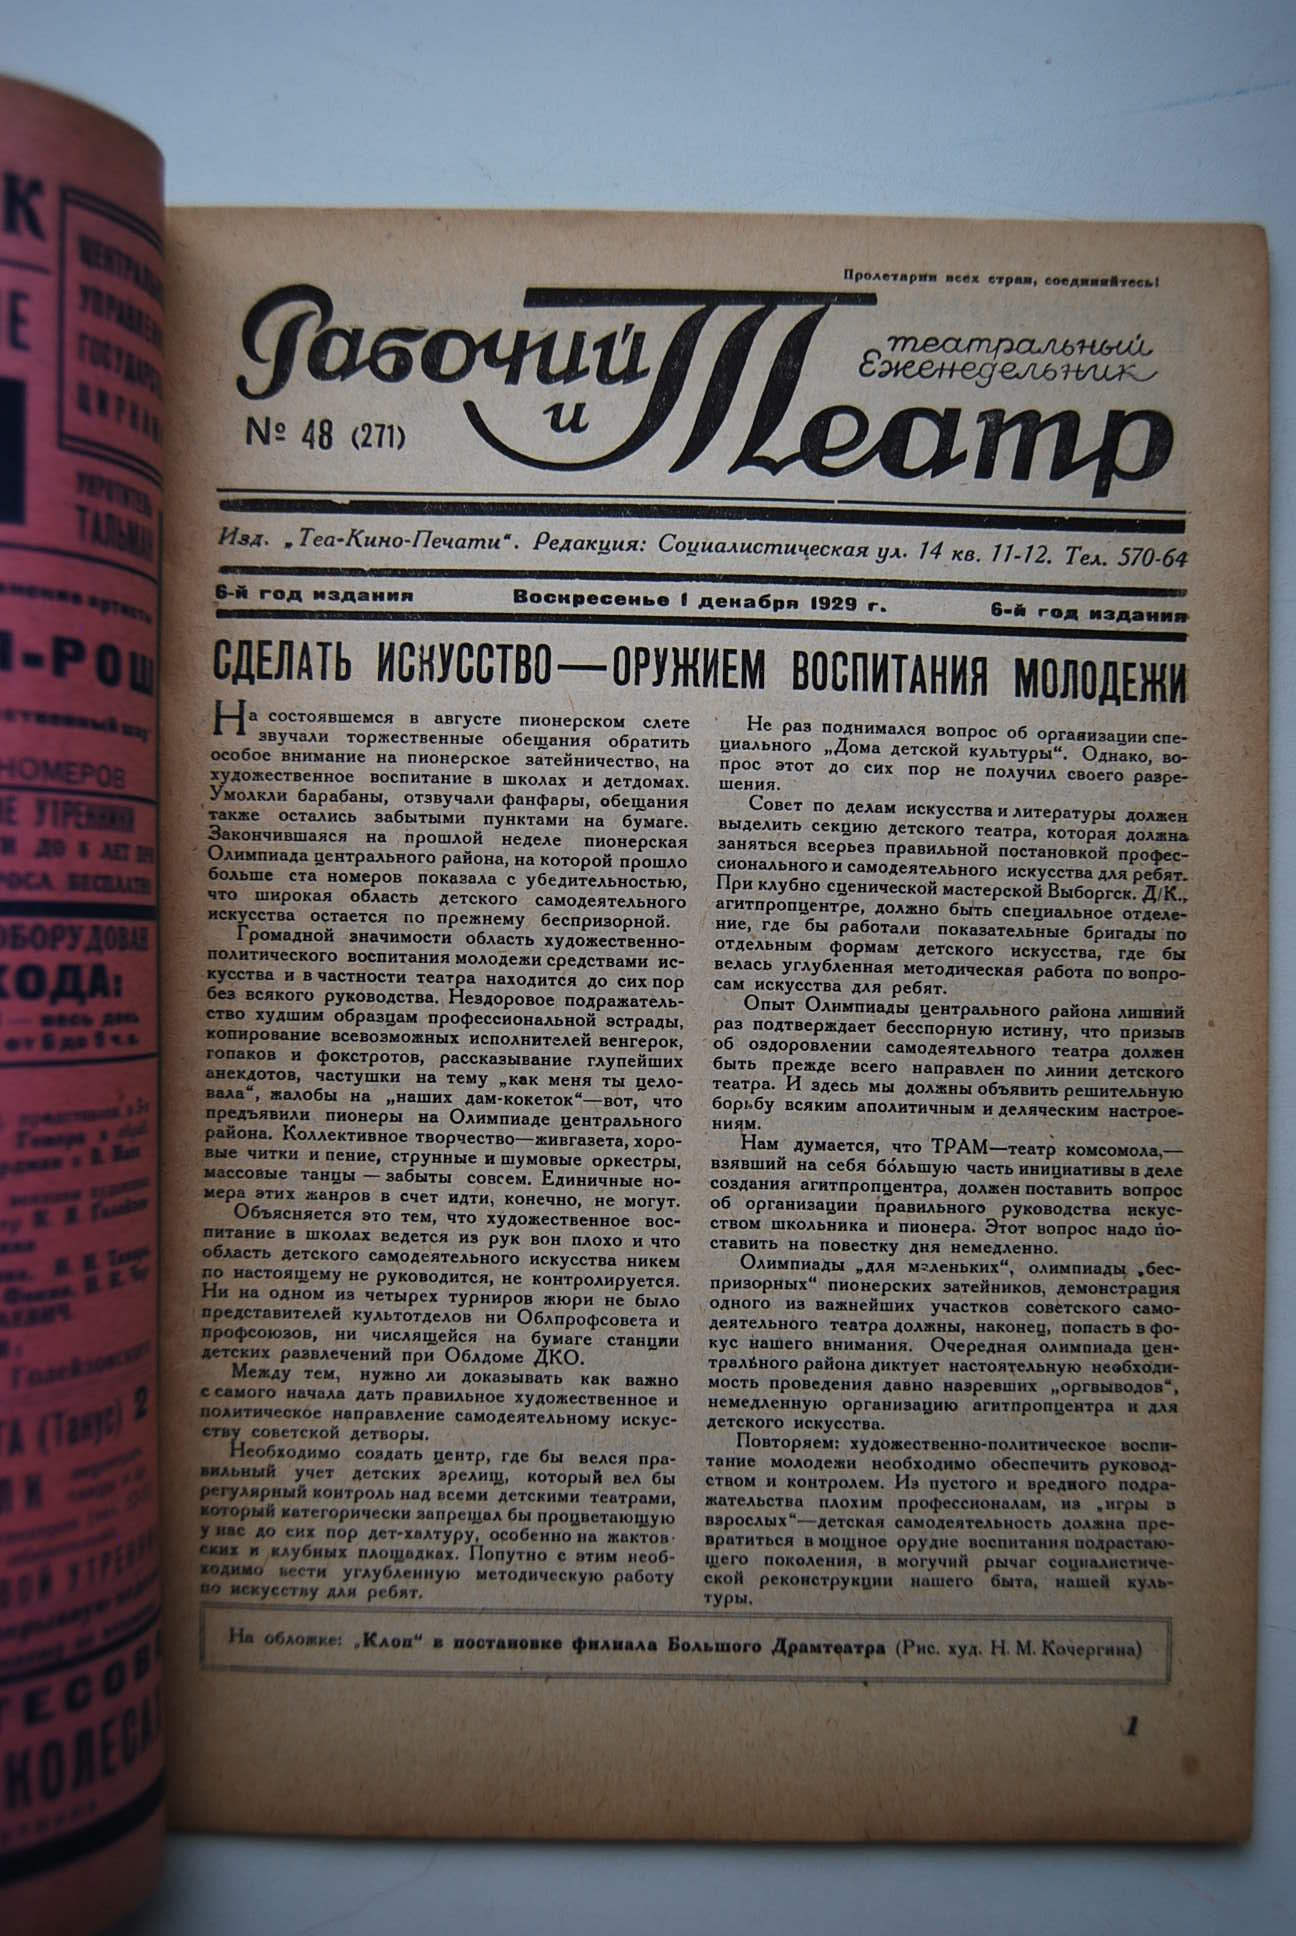 К
ЦЕНТРАЛЬ
УПРАВЛЕН
ГОСУДАРС
ЦИРКАМ
УКРОТИТЕЛЬ
ТАЛЬМАН
НОМЕРОВ
УТРЕННИКИ
ДО 6 ЛЕТ ПРИ
БЕСПЛАТНО
ОБОРУДОВАН
КОДА:
весь день
от 6 до
Голейзовского
ТА (Танус) 2
КОЛЕСАХ
Пролетарии всех стран, соединяйтесь!
Рабочий
и
Театр
театральный
Еженедельник
№ 48 (271)
Изд. „Теа-Кино-Печати“. Редакция: Социалистическая ул. 14 кв. 11-12. Тел. 570-64
6-й год издания Воскресенье 1 декабря 1929 г. 6-й год издания
СДЕЛАТЬ ИСКУССТВО—ОРУЖИЕМ ВОСПИТАНИЯ МОЛОДЕЖИ
На состоявшемся в августе пионерском слете
звучали торжественные обещания обратить
особое внимание на пионерское затейничество, на
художественное воспитание в школах и детдомах.
Умолкли барабаны, отзвучали фанфары, обещания
также остались забытыми пунктами на бумаге.
Закончившаяся на прошлой неделе пионерская
Олимпиада центрального района, на которой прошло
больше ста номеров показала с убедительностью,
что широкая область детского самодеятельного
искусства остается по прежнему беспризорной.
Громадной значимости область художественно-
политического воспитания молодежи средствами ис-
кусства и в частности театра находится до сих пор
без всякого руководства. Нездоровое подражатель-
ство худшим образцам профессиональной эстрады,
копирование всевозможных исполнителей венгерок,
гопаков и фокстротов, рассказывание глупейших
анекдотов, частушки на тему „как меня ты цело-
вала“, жалобы на „наших дам-кокеток“—вот, что
предъявили пионеры на Олимпиаде центрального
района. Коллективное творчество—живгазета, хоро-
вые читки и пение, струнные и шумовые оркестры,
массовые танцы — забыты совсем. Единичные но-
мера этих жанров в счет идти, конечно, не могут.
Объясняется это тем, что художественное вос-
питание в школах ведется из рук вон плохо и что
область детского самодеятельного искусства никем
по настоящему не руководится, не контролируется.
Ни на одном из четырех турниров жюри не было
представителей культотделов ни Облпрофсовета и
профсоюзов, ни числящейся на бумаге станции
детских развлечений при Облдоме ДКО.
Между тем, нужно ли доказывать как важно
с самого начала дать правильное художественное и
политическое направление самодеятельному искус-
ству советской детворы.
Необходимо создать центр, где бы велся пра-
вильный учет детских зрелищ, который вел бы
регулярный контроль над всеми детскими театрами,
который категорически запрещал бы процветающую
у нас до сих пор дет-халтуру, особенно на жактов-
ских и клубных площадках. Попутно с этим необ-
ходимо вести углубленную методическую работу
по искусству для ребят.
Не раз поднимался вопрос об организации спе-
циального „Дома детской культуры“. Однако, во-
прос этот до сих пор не получил своего разре-
шения.
Совет по делам искусства и литературы должен
выделить секцию детского театра, которая должна
заняться всерьез правильной постановкой профес-
сионального и самодеятельного искусства для ребят.
При клубно сценической мастерской Выборгск. Д/К.,
агитпропцентре, должно быть специальное отделе-
ние, где бы работали показательные бригады по
отдельным формам детского искусства, где бы
велась углубленная методическая работа по вопро-
сам искусства для ребят.
Опыт Олимпиады центрального района лишний
раз подтверждает бесспорную истину, что призыв
об оздоровлении самодеятельного театра должен
быть прежде всего направлен по линии детского
театра. И здесь мы должны объявить решительную
борьбу всяким аполитичным и деляческим настрое-
ниям.
Нам думается, что ТРАМ—театр комсомола,—
взявший на себя бо́льшую часть инициативы в деле
создания агитпропцентра, должен поставить вопрос
об организации правильного руководства искус-
ством школьника и пионера. Этот вопрос надо по-
ставить на повестку дня немедленно.
Олимпиады „для маленьких“, олимпиады „бес-
призорных“ пионерских затейников, демонстрация
одного из важнейших участков советского само-
деятельного театра должны, наконец, попасть в фо-
кус нашего внимания. Очередная олимпиада цен-
трального района диктует настоятельную необходи-
мость проведения давно назревших „оргвыводов“,
немедленную организацию агитпропцентра и для
детского искусства.
Повторяем: художественно-политическое воспи-
тание молодежи необходимо обеспечить руковод-
ством и контролем. Из пустого и вредного подра-
жательства плохим профессионалам, из „игры в
взрослых“—детская самодеятельность должна пре-
вратиться в мощное орудие воспитания подрастаю-
щего поколения, в могучий рычаг социалистиче-
ской реконструкции нашего быта, нашей куль-
туры.
На обложке: „Клоп“ в постановке филиала Большого Драмтеатра (Рис. худ. Н. М. Кочергина)
1